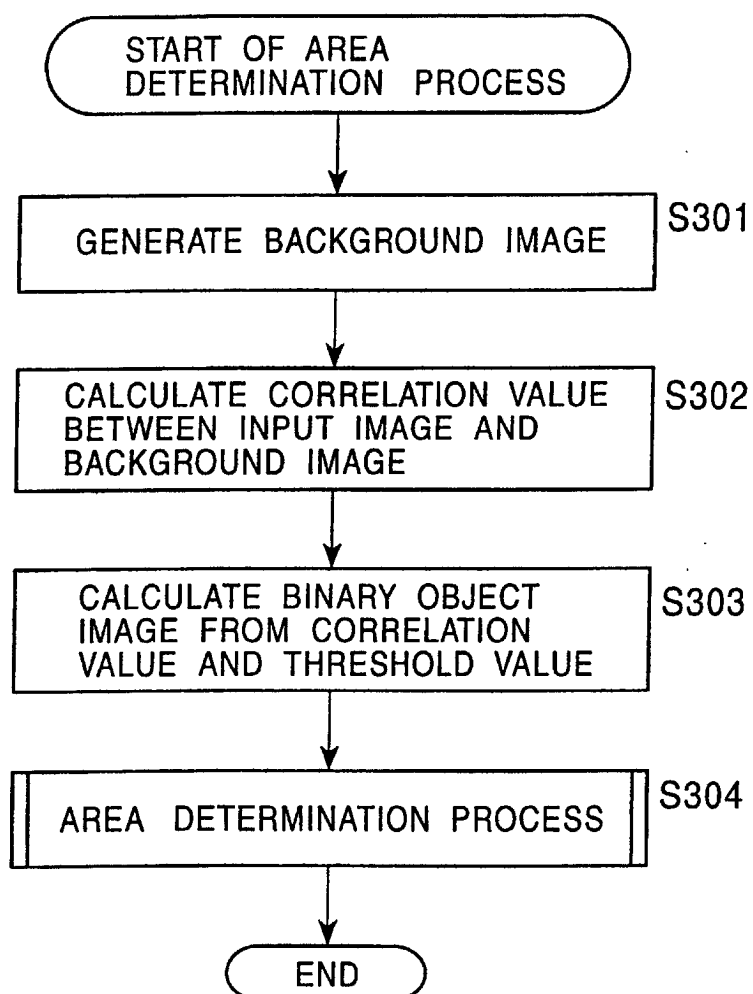 START OF AREA
DETERMINATION PROCESS
GENERATE BACKGROUND IMAGE
S301
CALCULATE CORRELATION VALUE
BETWEEN INPUT IMAGE AND
BACKGROUND IMAGE
S302
CALCULATE BINARY OBJECT
IMAGE FROM CORRELATION
VALUE AND THRESHOLD VALUE
S303
AREA DETERMINATION PROCESS
S304
END